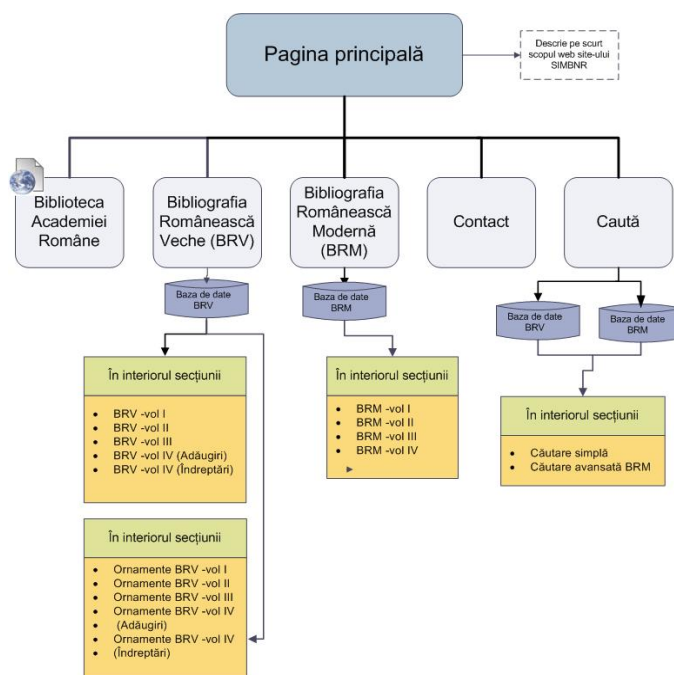 Pagina principală
Descrie pe scurt
scopul web site-ului
SIMBNR
Biblioteca
Academiei
Române
Bibliografia
Românească
Veche (BRV)
Bibliografia
Românească
Modernă
(BRM)
Contact
Caută
Baza de date
BRV
Baza de date
BRM
Baza de date
BRV
Baza de date
BRM
În interiorul secțiunii
BRV -vol I
BRV -vol II
BRV -vol III
BRV -vol IV (Adăugiri)
BRV -vol IV (Îndreptări)
În interiorul secțiunii
BRM -vol I
BRM -vol II
BRM -vol III
BRM -vol IV
În interiorul secțiunii
Căutare simplă
Căutare avansată BRM
În interiorul secțiunii
Ornamente BRV -vol I
Ornamente BRV -vol II
Ornamente BRV -vol III
Ornamente BRV -vol IV
(Adăugiri)
Ornamente BRV -vol IV
(Îndreptări)